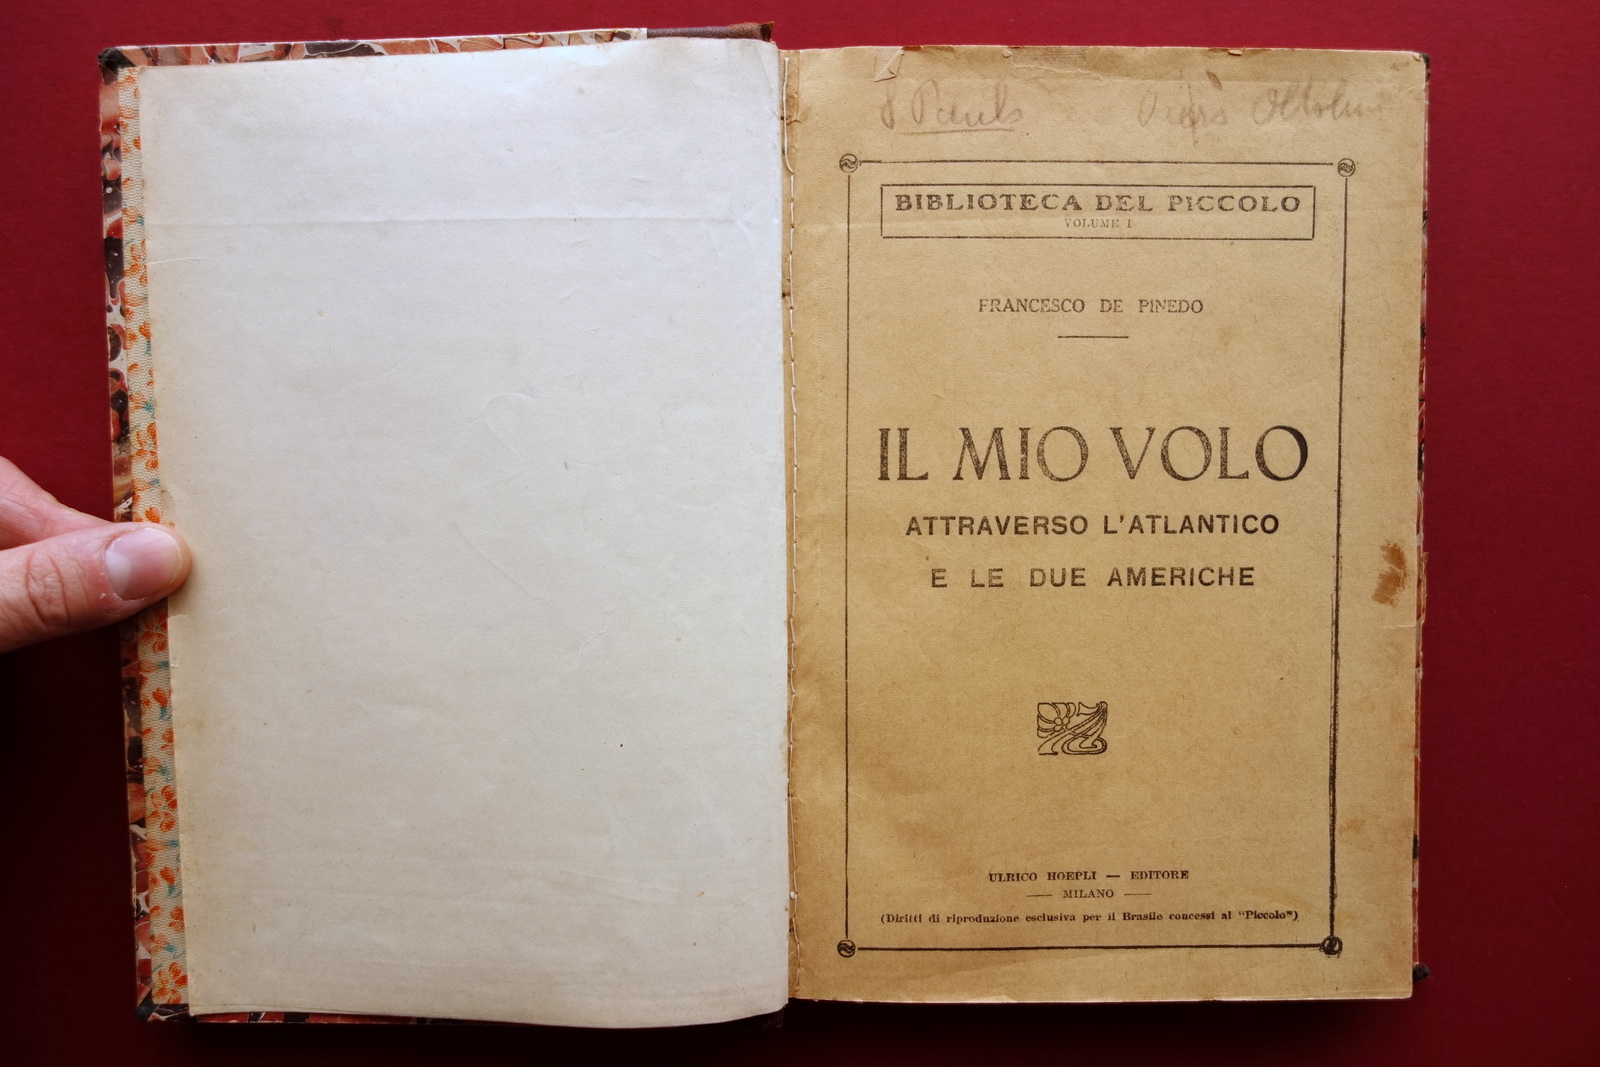 S. Paulo
BIBLIOTECA DEL PICCOLO
VOLUME I
FRANCESCO DE PINEDO
IL MIO VOLO
ATTRAVERSO L'ATLANTICO
E LE DUE AMERICHE
ULRICO HOEPLI — EDITORE
— MILANO —
(Diritti di riproduzione esclusiva per il Brasile concessi al "Piccolo")